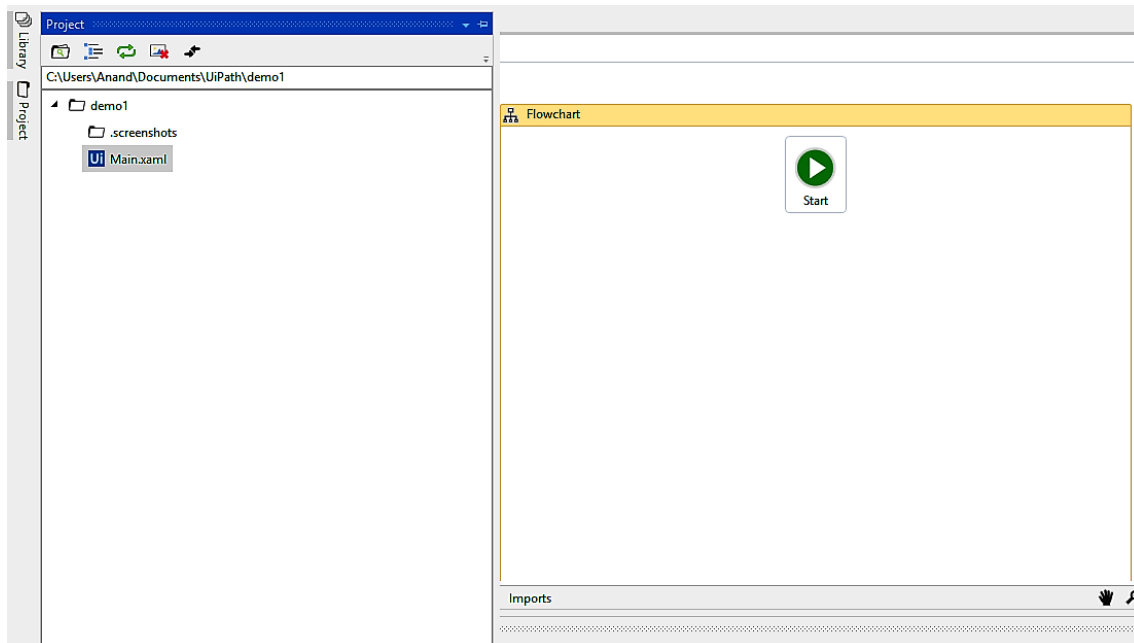 Library
Project
Project
C:\Users\Anand\Documents\UiPath\demo1
demo1
.screenshots
Ui Main.xaml
Flowchart
Start
Imports